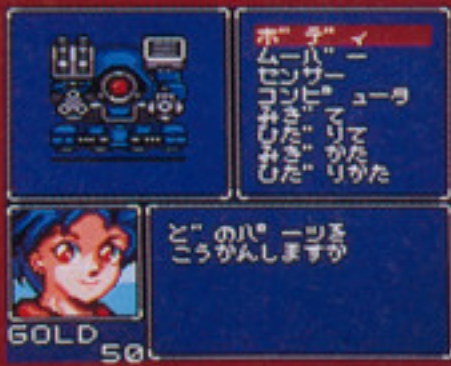 ボディ
ムーバー
センサー
コンピュータ
みぎて
ひだりて
みぎかた
ひだりかた
どのパーツを
こうかんしますか
GOLD
50